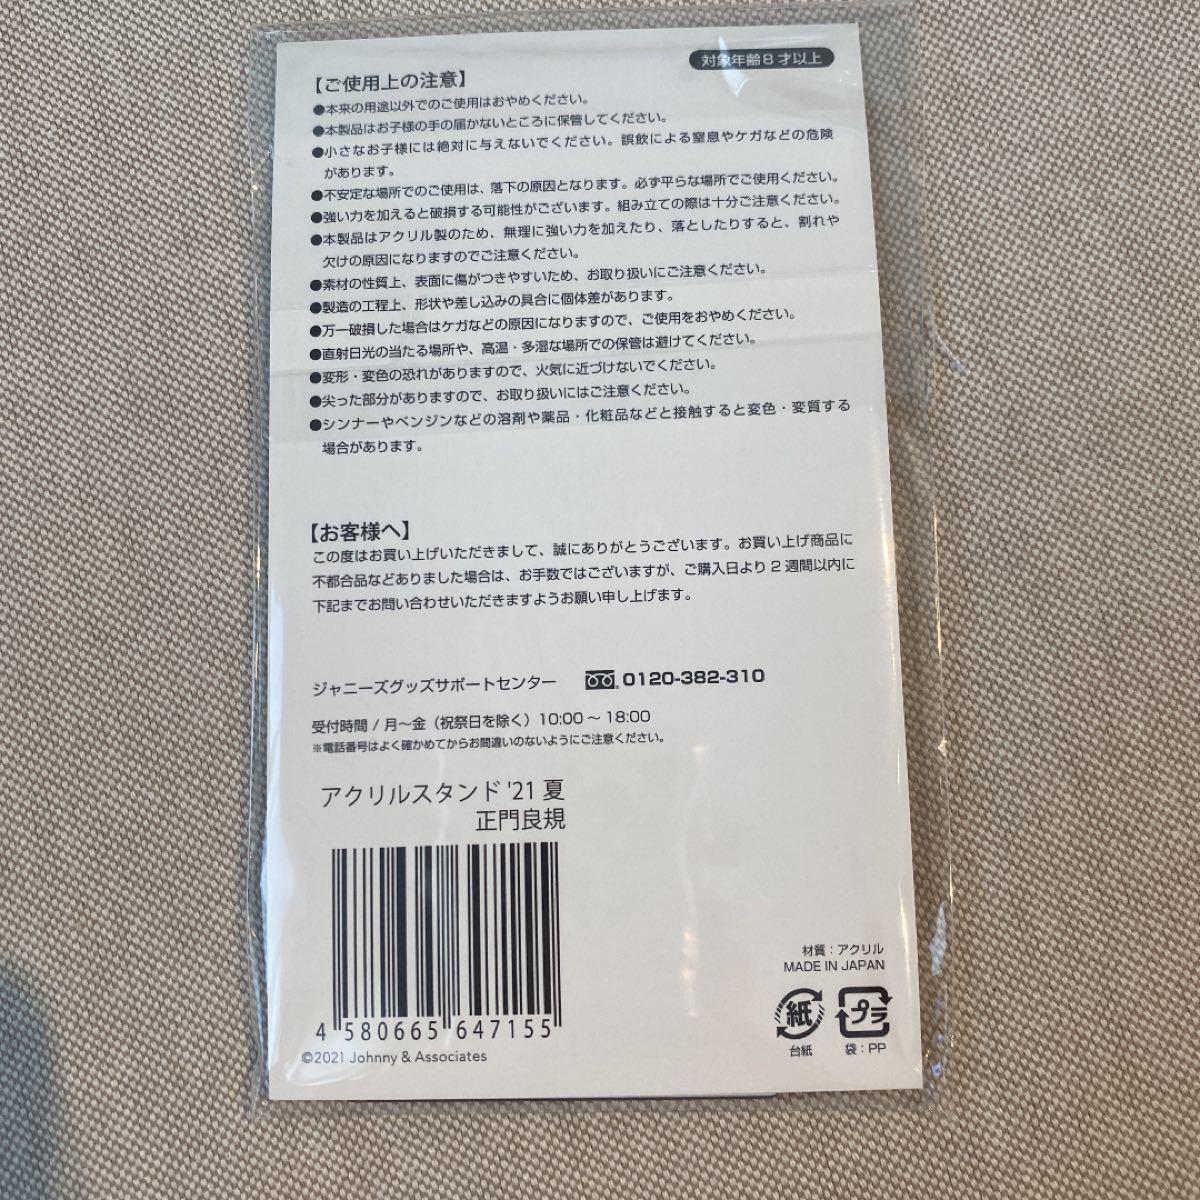 対象年齢8才以上
【ご使用上の注意】
●本来の用途以外でのご使用はおやめください。
●本製品はお子様の手の届かないところに保管してください。
●小さなお子様には絶対に与えないでください。誤飲による窒息やケガなどの危険
があります。
●不安定な場所でのご使用は、落下の原因となります。必ず平らな場所でご使用ください。
●強い力を加えると破損する可能性がございます。組み立ての際は十分ご注意ください。
●本製品はアクリル製のため、無理に強い力を加えたり、落としたりすると、割れや
欠けの原因になりますのでご注意ください。
●素材の性質上、表面に傷がつきやすいため、お取り扱いにご注意ください。
●製造の工程上、形状や差し込みの具合に個体差があります。
●万一破損した場合はケガなどの原因になりますので、ご使用をおやめください。
●直射日光の当たる場所や、高温・多湿な場所での保管は避けてください。
●変形・変色の恐れがありますので、火気に近づけないでください。
●尖った部分がありますので、お取り扱いにはご注意ください。
●シンナーやベンジンなどの溶剤や薬品・化粧品などと接触すると変色・変質する
場合があります。
【お客様へ】
この度はお買い上げいただきまして、誠にありがとうございます。お買い上げ商品に
不都合品などありました場合は、お手数ではございますが、ご購入日より2週間以内に
下記までお問い合わせいただきますようお願い申し上げます。
ジャニーズグッズサポートセンター 0120-382-310
受付時間 / 月〜金（祝祭日を除く）10:00 〜 18:00
※電話番号はよく確かめてからお間違いのないようにご注意ください。
アクリルスタンド '21 夏
正門良規
4 580665 647155
©2021 Johnny & Associates
材質：アクリル
MADE IN JAPAN
紙 プラ
台紙 袋：PP